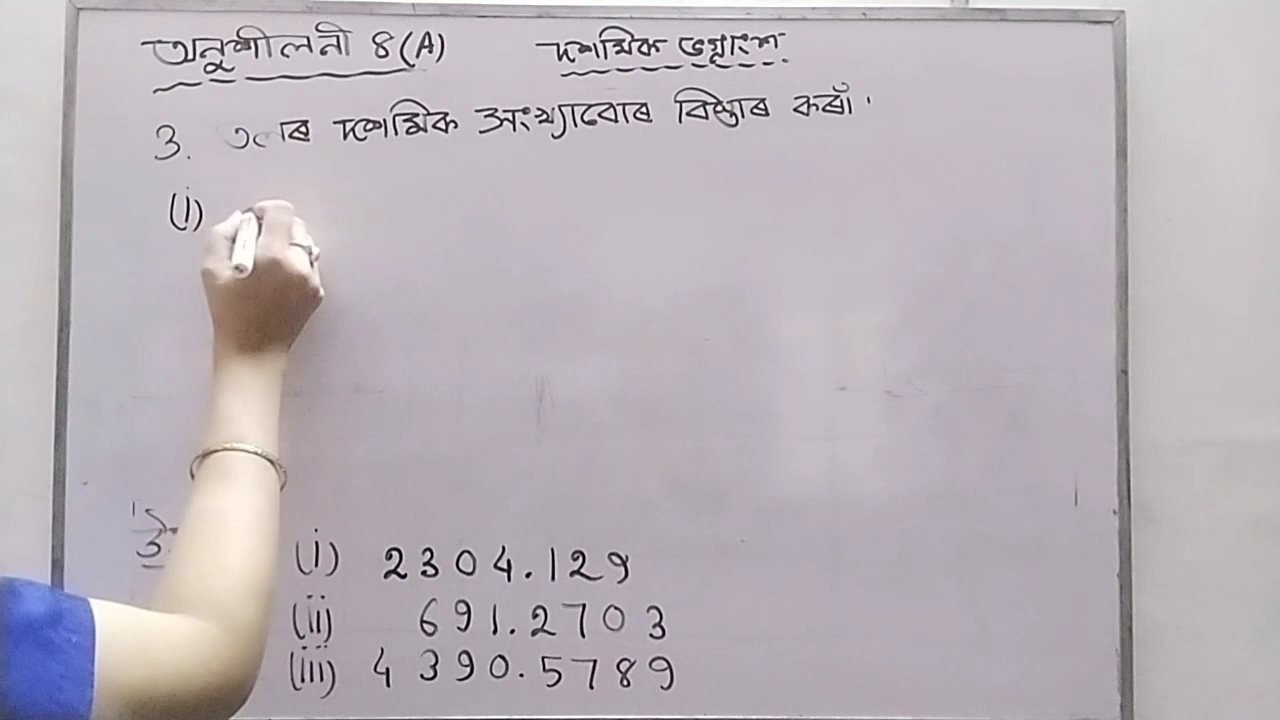 অনুশীলনী 8(A) দশমিক ভগ্নাংশ
3. তলৰ দশমিক সংখ্যাবোৰ বিস্তাৰ কৰাঁ.
(i)
(i) 2304.129
(ii) 691.2703
(iii) 4390.5789